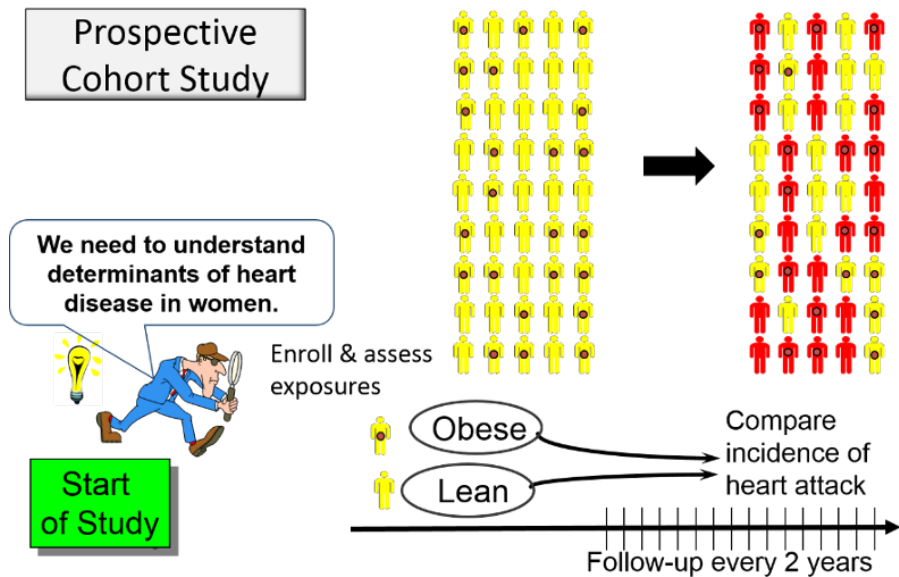 Prospective
Cohort Study
We need to understand
determinants of heart
disease in women.
Enroll & assess
exposures
Obese
Lean
Compare
incidence of
heart attack
Start
of Study
Follow-up every 2 years